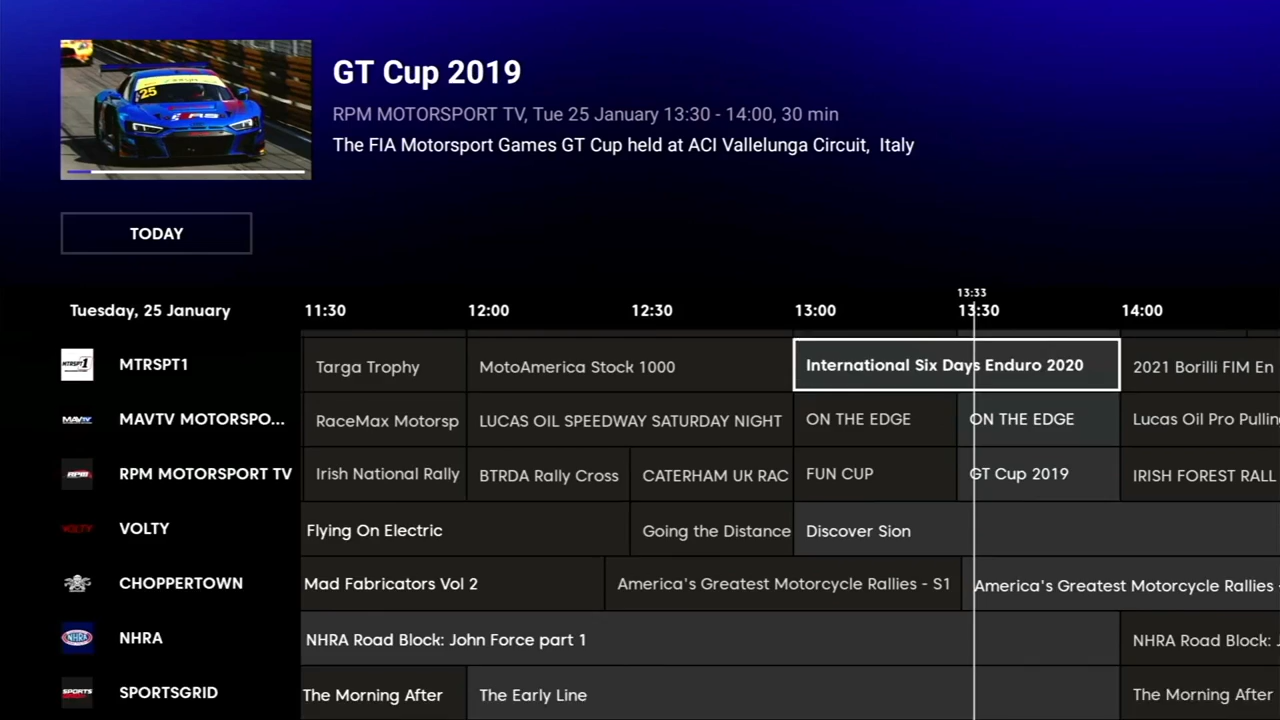 25
GT Cup 2019
RPM MOTORSPORT TV, Tue 25 January 13:30 - 14:00, 30 min
The FIA Motorsport Games GT Cup held at ACI Vallelunga Circuit, Italy
TODAY
13:33
Tuesday, 25 January 11:30 12:00 12:30 13:00 13:30 14:00
MTRSPT1 MTRSPT1 Targa Trophy MotoAmerica Stock 1000 International Six Days Enduro 2020 2021 Borilli FIM En
MAVTV MAVTV MOTORSPO... RaceMax Motorsp LUCAS OIL SPEEDWAY SATURDAY NIGHT ON THE EDGE ON THE EDGE Lucas Oil Pro Pullin
RPM RPM MOTORSPORT TV Irish National Rally BTRDA Rally Cross CATERHAM UK RAC FUN CUP GT Cup 2019 IRISH FOREST RALL
VOLTY VOLTY Flying On Electric Going the Distance Discover Sion
CHOPPERTOWN Mad Fabricators Vol 2 America's Greatest Motorcycle Rallies - S1 America's Greatest Motorcycle Rallies -
NHRA NHRA NHRA Road Block: John Force part 1 NHRA Road Block: J
SPORTS SPORTSGRID The Morning After The Early Line The Morning After